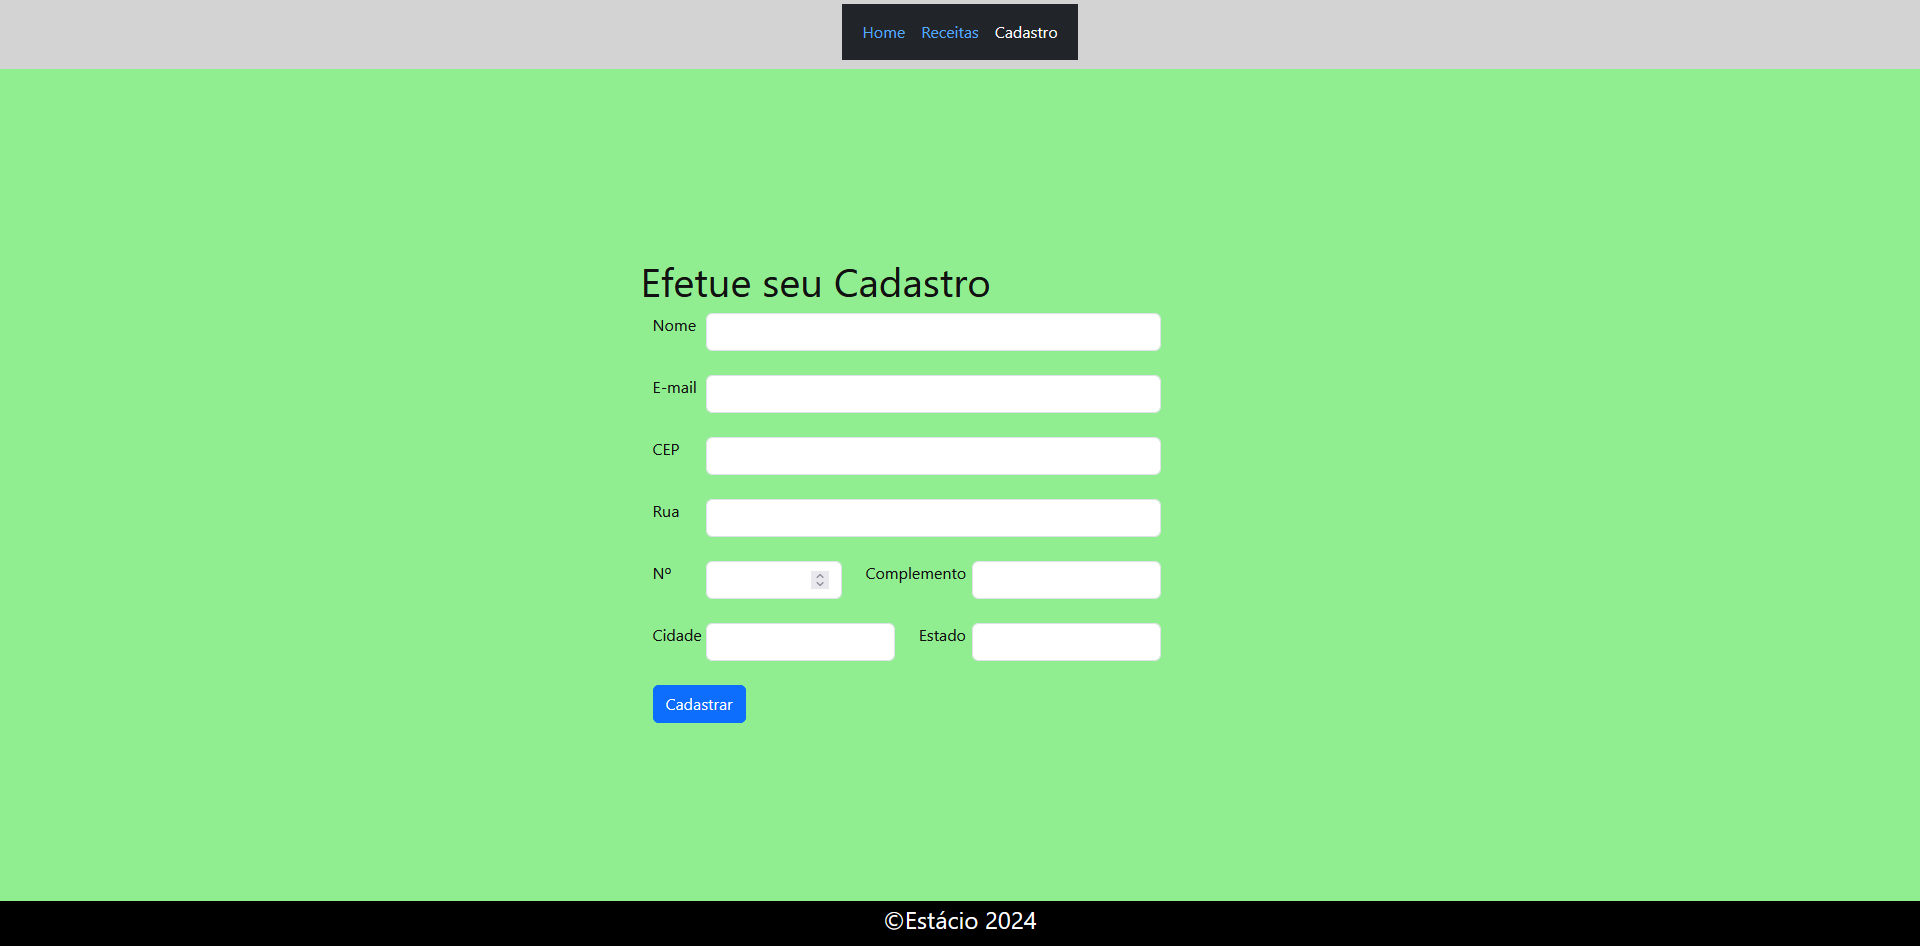 Home Receitas Cadastro
Efetue seu Cadastro
Nome
E-mail
CEP
Rua
Nº Complemento
Cidade Estado
Cadastrar
©Estácio 2024